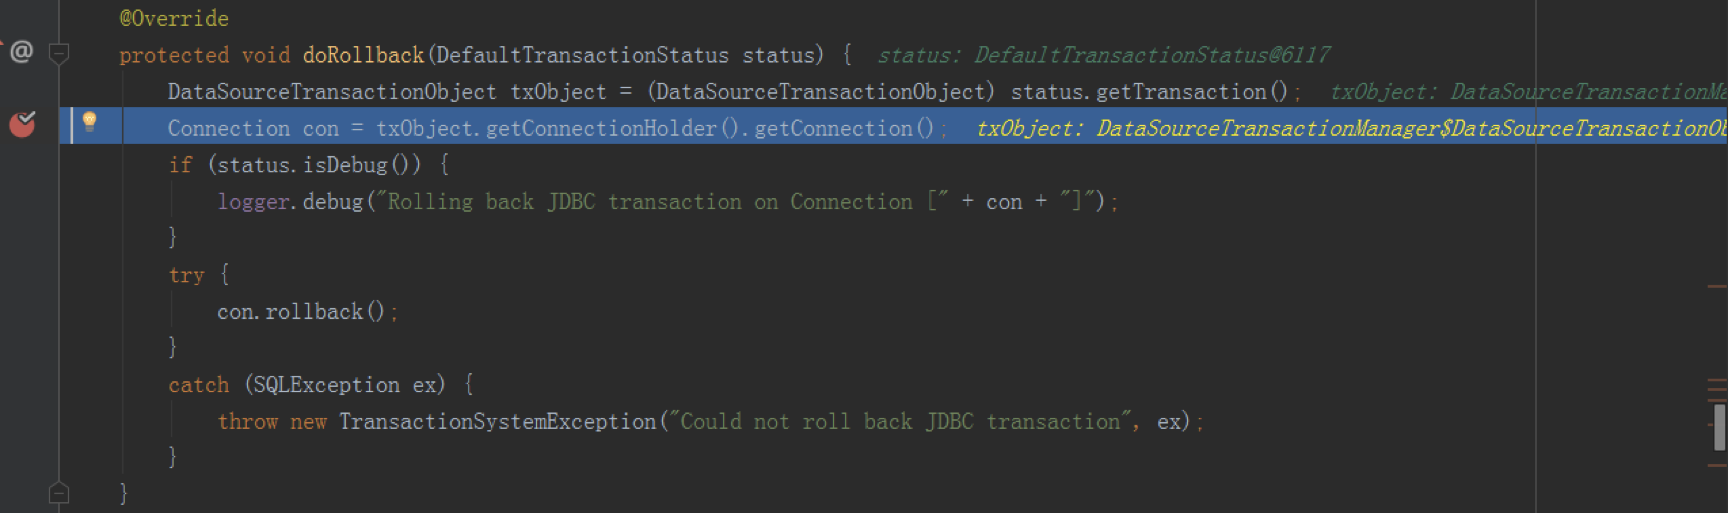 @Override
protected void doRollback(DefaultTransactionStatus status) {  status: DefaultTransactionStatus@6117
DataSourceTransactionObject txObject = (DataSourceTransactionObject) status.getTransaction();  txObject: DataSourceTransactionMa
Connection con = txObject.getConnectionHolder().getConnection();  txObject: DataSourceTransactionManager$DataSourceTransactionOb
if (status.isDebug()) {
logger.debug("Rolling back JDBC transaction on Connection [" + con + "]");
}
try {
con.rollback();
}
catch (SQLException ex) {
throw new TransactionSystemException("Could not roll back JDBC transaction", ex);
}
}